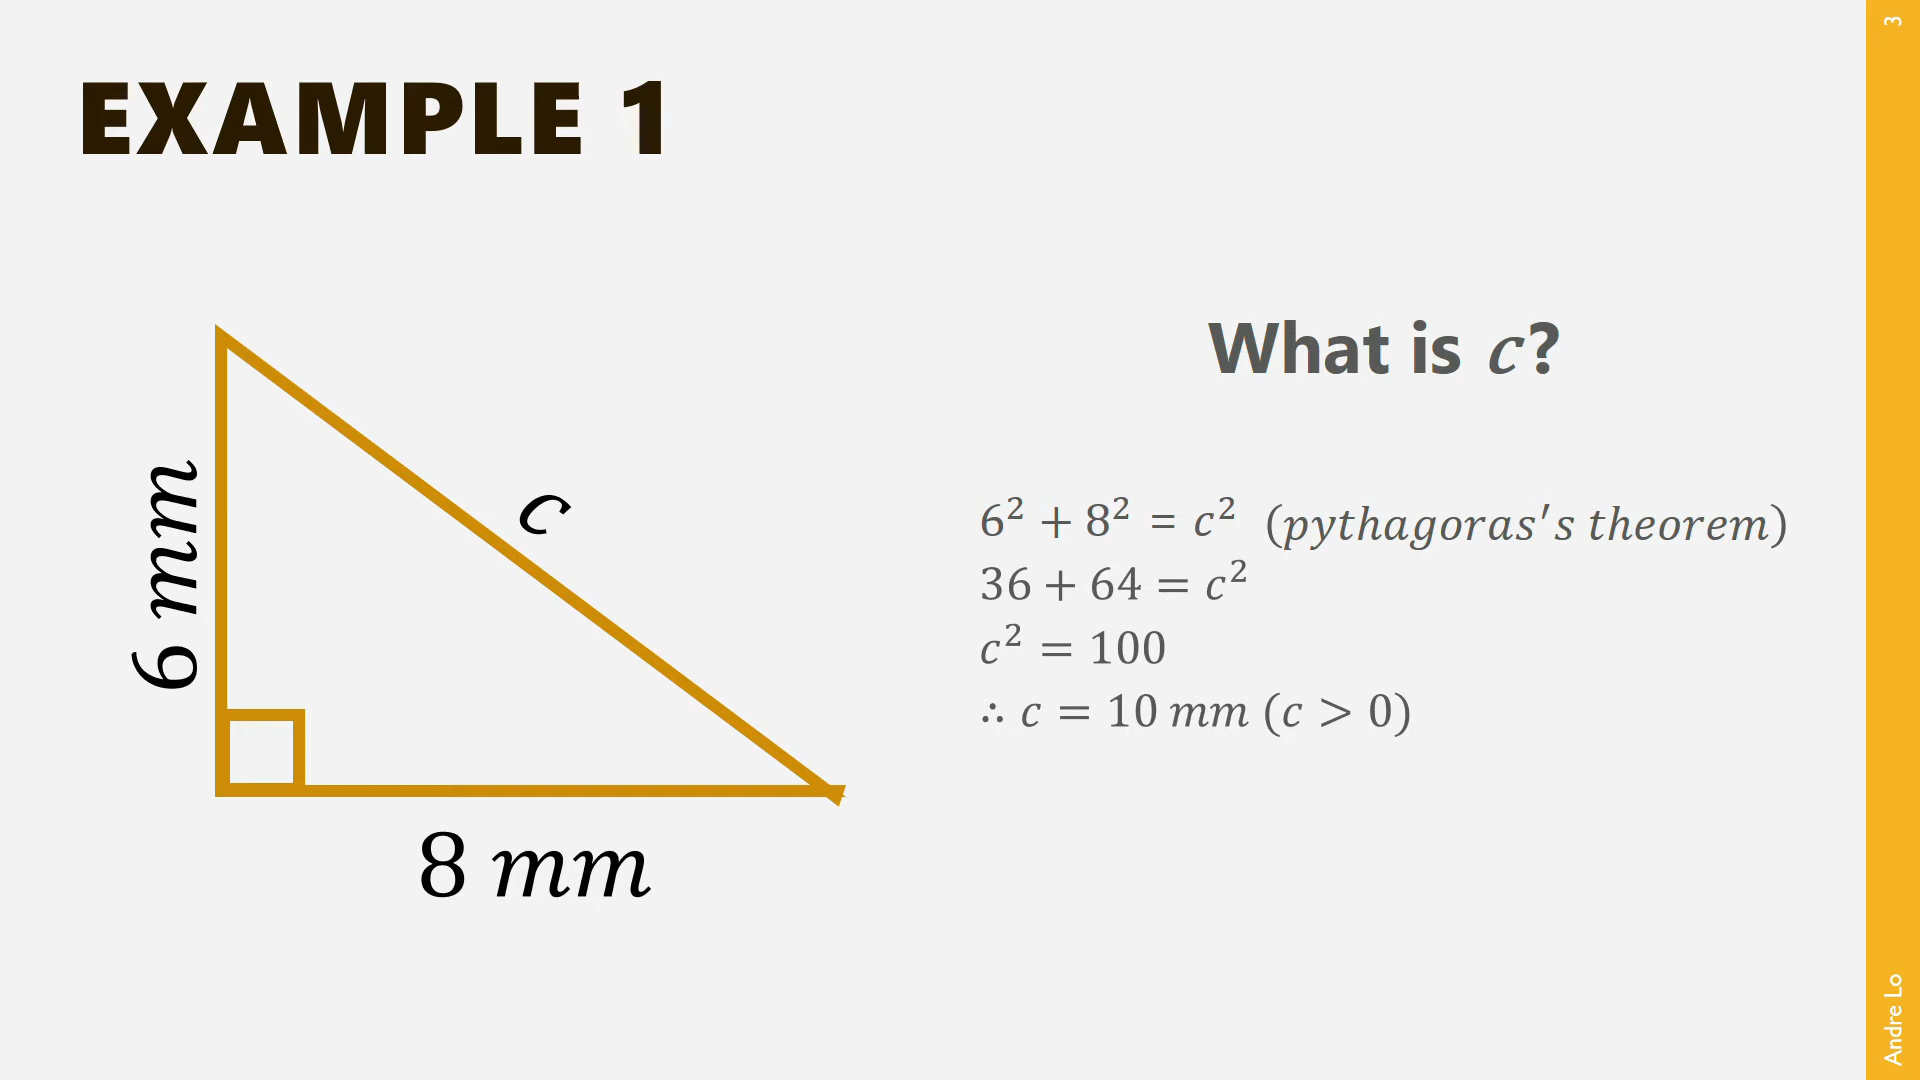 3
EXAMPLE 1
What is c?
6 mm
c
6² + 8² = c² (pythagoras's theorem)
36 + 64 = c²
c² = 100
∴ c = 10 mm (c > 0)
8 mm
Andre Lo